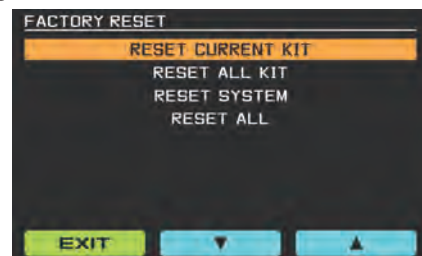 FACTORY RESET
RESET CURRENT KIT
RESET ALL KIT
RESET SYSTEM
RESET ALL
EXIT ▼ ▲